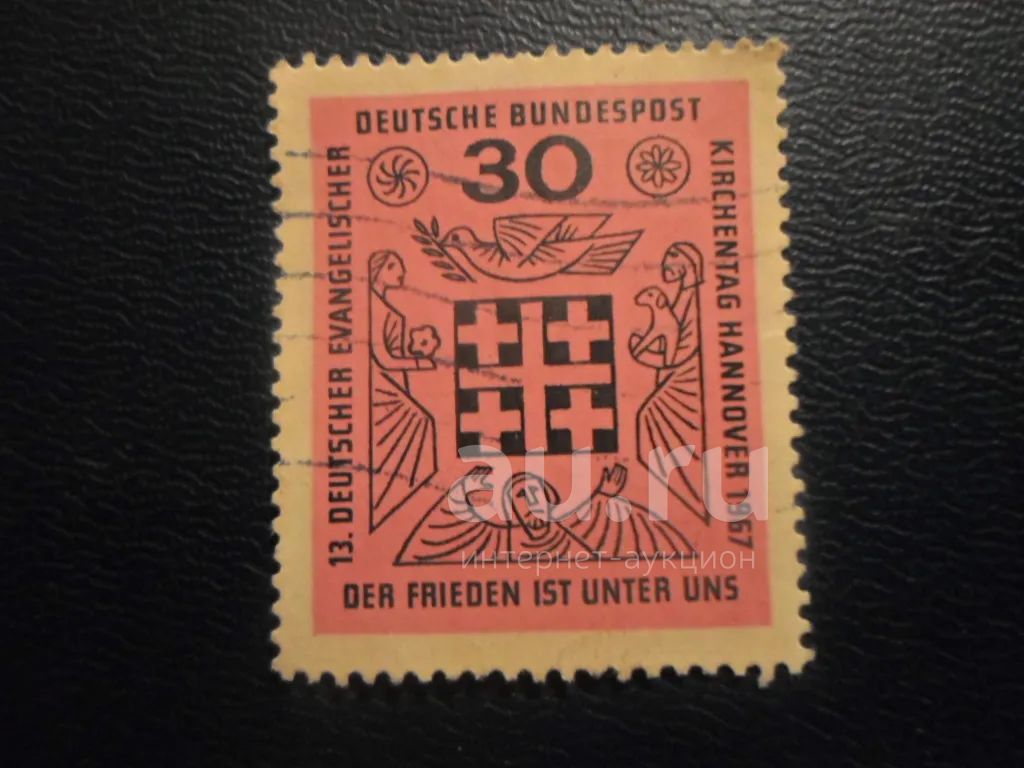 DEUTSCHE BUNDESPOST
30
13. DEUTSCHER EVANGELISCHER
KIRCHENTAG HANNOVER 1967
DER FRIEDEN IST UNTER UNS
au.ru
интернет-аукцион